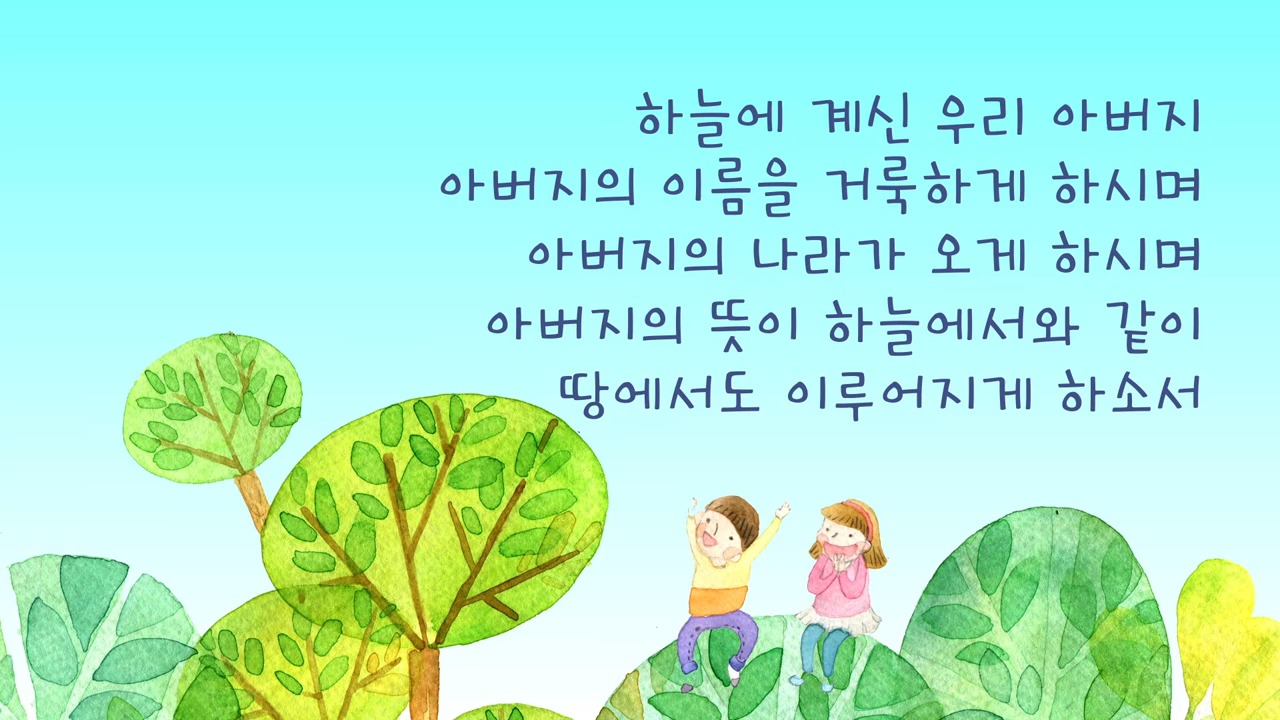 하늘에 계신 우리 아버지
아버지의 이름을 거룩하게 하시며
아버지의 나라가 오게 하시며
아버지의 뜻이 하늘에서와 같이
땅에서도 이루어지게 하소서